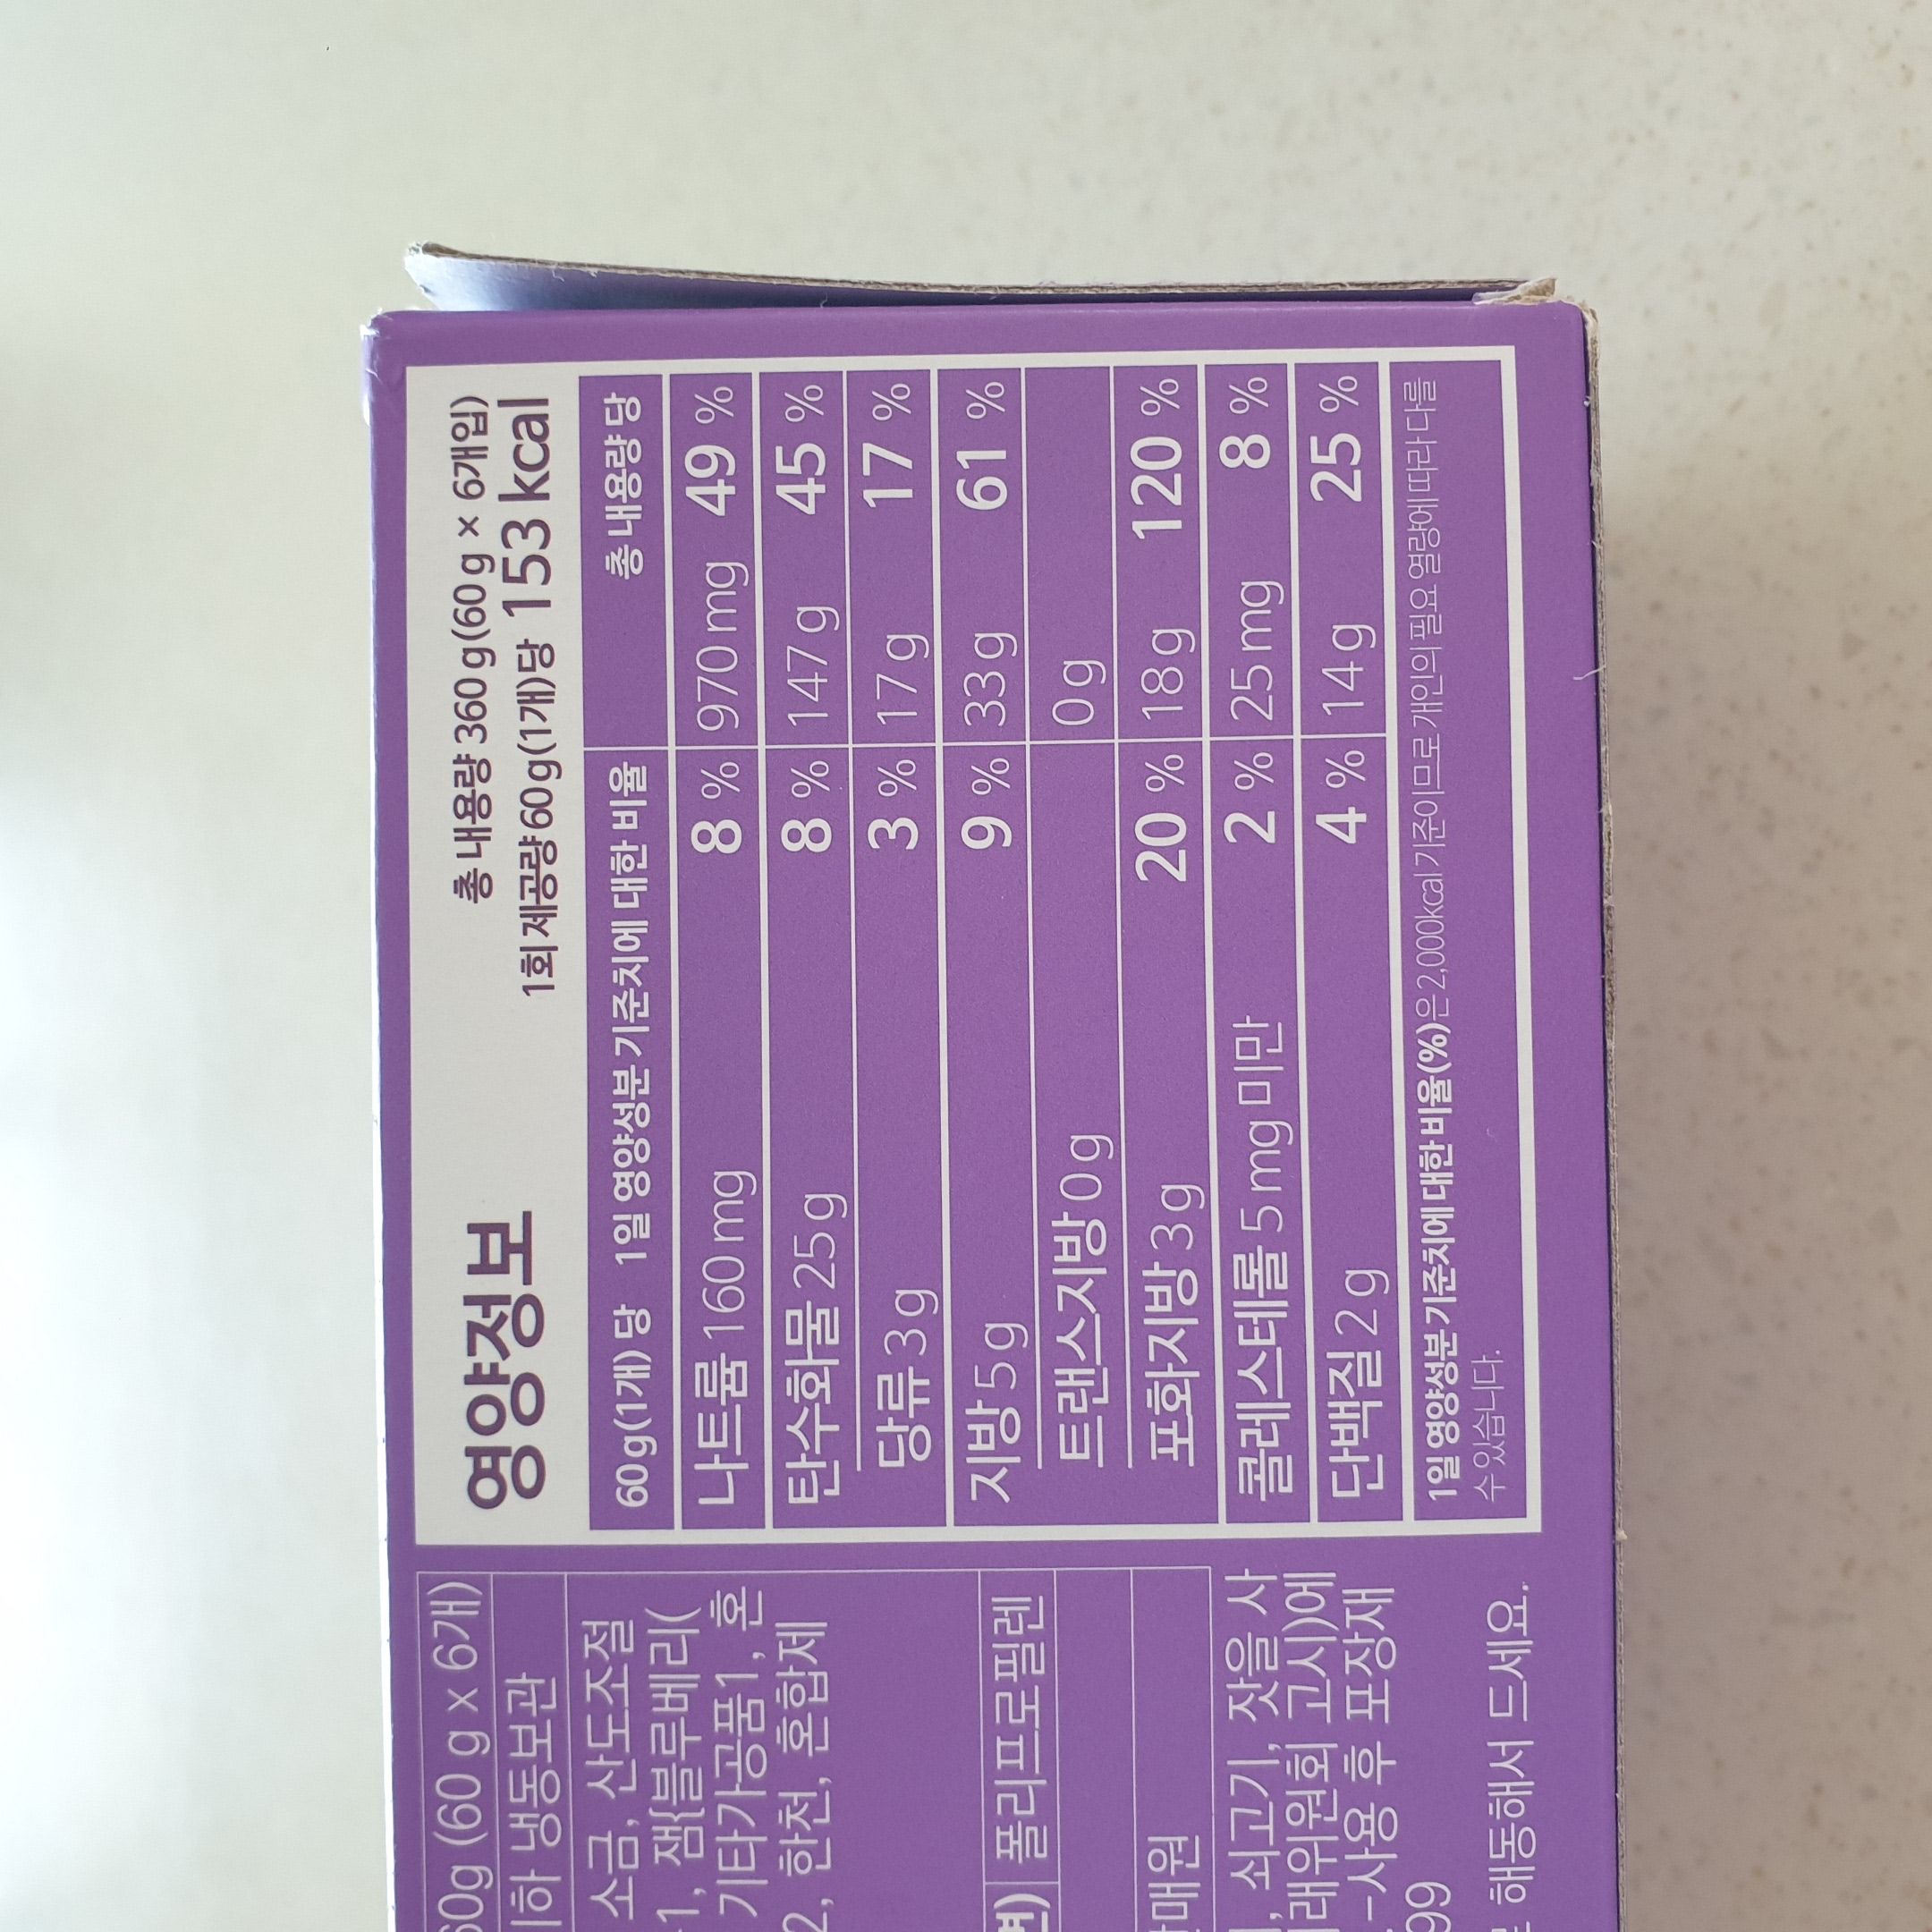 영양정보
총 내용량 360 g(60 g × 6개입)
1회 제공량 60 g(1개)당 153 kcal
60 g(1개) 당 1일 영양성분 기준치에 대한 비율 총 내용량 당
나트륨 160 mg 8 % 970 mg 49 %
탄수화물 25 g 8 % 147 g 45 %
당류 3 g 3 % 17 g 17 %
지방 5 g 9 % 33 g 61 %
트랜스지방 0 g 0 g
포화지방 3 g 20 % 18 g 120 %
콜레스테롤 5 mg 미만 2 % 25 mg 8 %
단백질 2 g 4 % 14 g 25 %
1일 영양성분 기준치에 대한 비율(%)은 2,000kcal 기준이므로 개인의 필요 열량에 따라 다를
수 있습니다.
(60 g x 6개)
냉동보관
소금, 산도조절
1, 잼{블루베리(
기타가공품1, 혼
2, 한천, 혼합제
폴리프로필렌
쇠고기, 잣을 사
고시)에
-사용 후 표장재
99
해동해서 드세요.